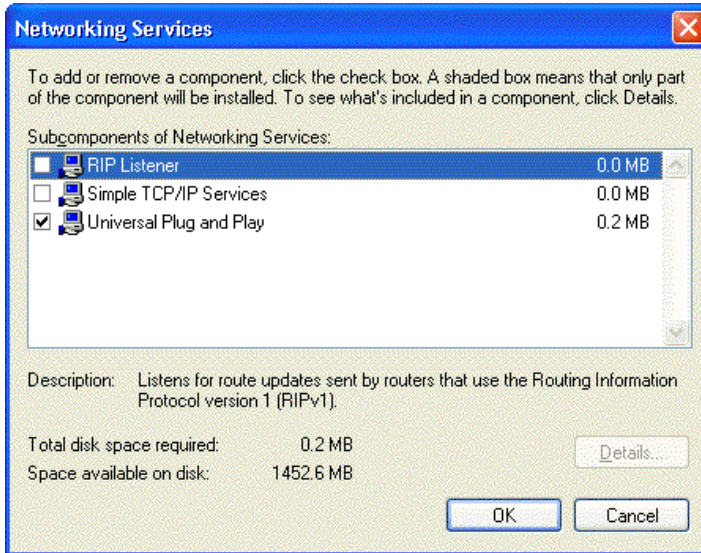 Networking Services
To add or remove a component, click the check box. A shaded box means that only part
of the component will be installed. To see what's included in a component, click Details.
Subcomponents of Networking Services:
RIP Listener 0.0 MB
Simple TCP/IP Services 0.0 MB
Universal Plug and Play 0.2 MB
Description: Listens for route updates sent by routers that use the Routing Information
Protocol version 1 (RIPv1).
Total disk space required: 0.2 MB
Space available on disk: 1452.6 MB
Details...
OK Cancel